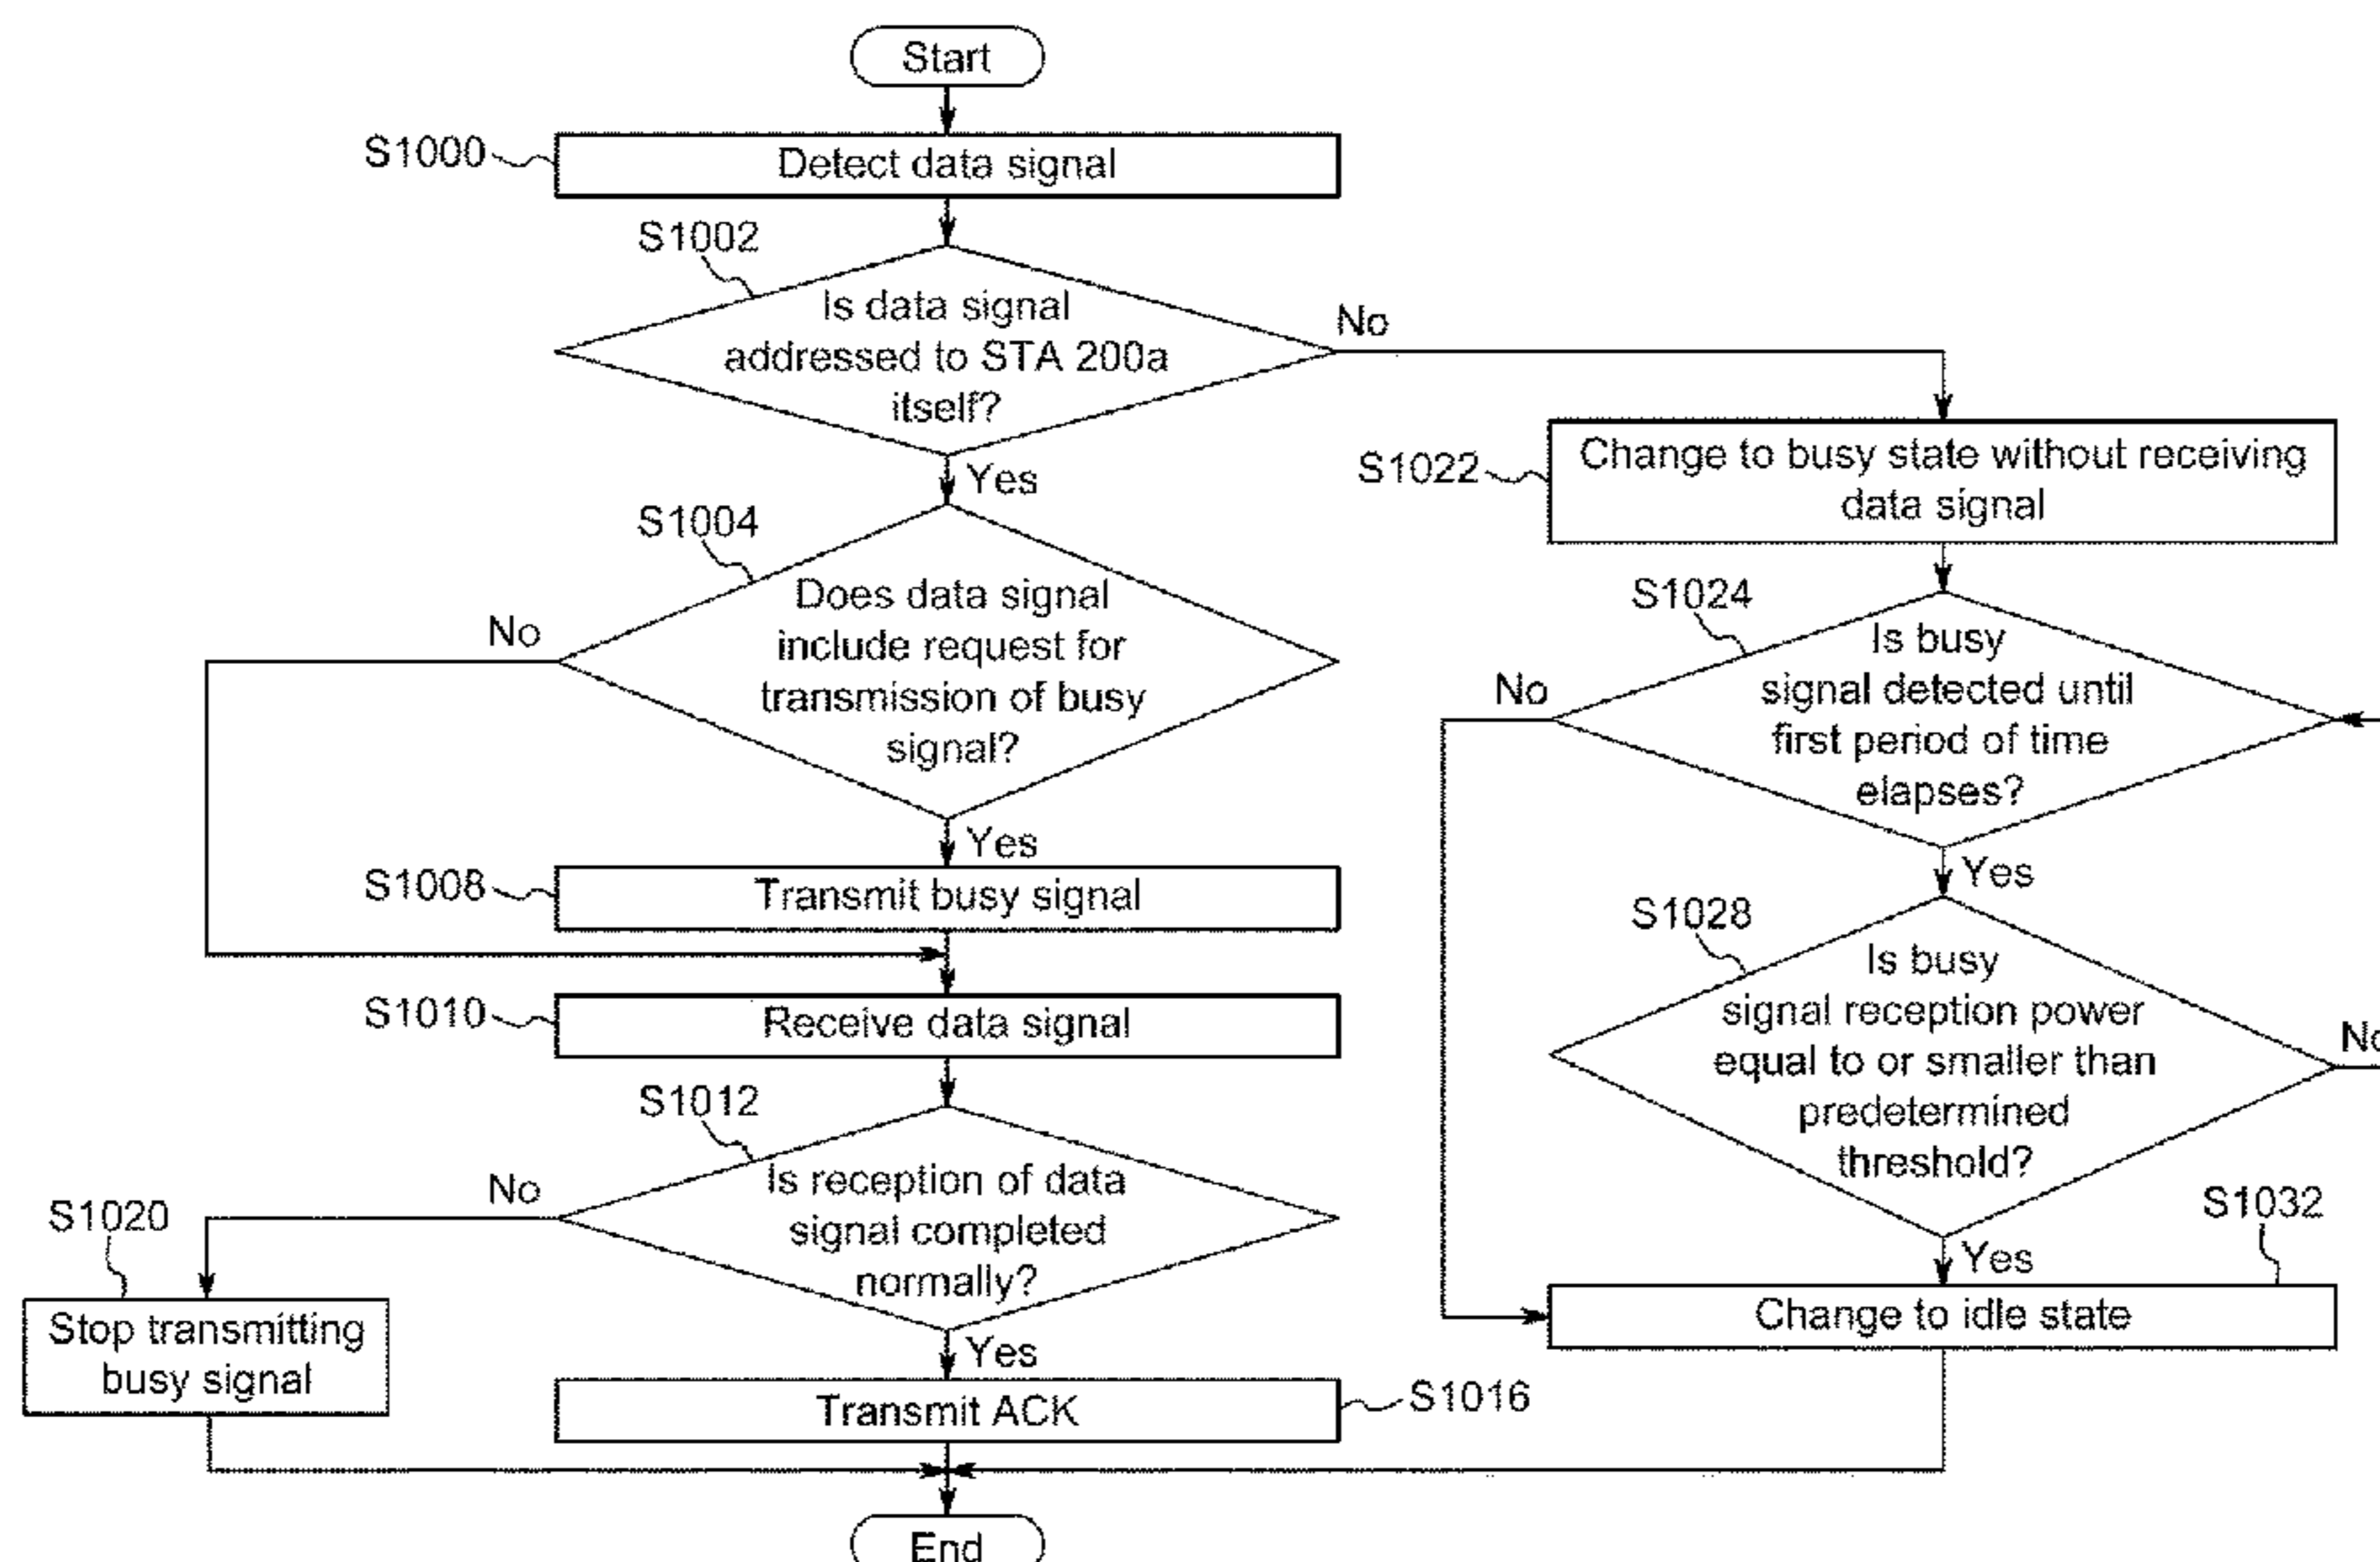 Start
S1000
Detect data signal
S1002
Is data signal
addressed to STA 200a
itself?
No
Yes
S1004
Does data signal
include request for
transmission of busy
signal?
No
Yes
S1008
Transmit busy signal
S1010
Receive data signal
S1012
Is reception of data
signal completed
normally?
No
S1020
Stop transmitting
busy signal
Yes
Transmit ACK
S1016
S1022
Change to busy state without receiving
data signal
S1024
Is busy
signal detected until
first period of time
elapses?
No
Yes
S1028
Is busy
signal reception power
equal to or smaller than
predetermined
threshold?
No
Yes
S1032
Change to idle state
End